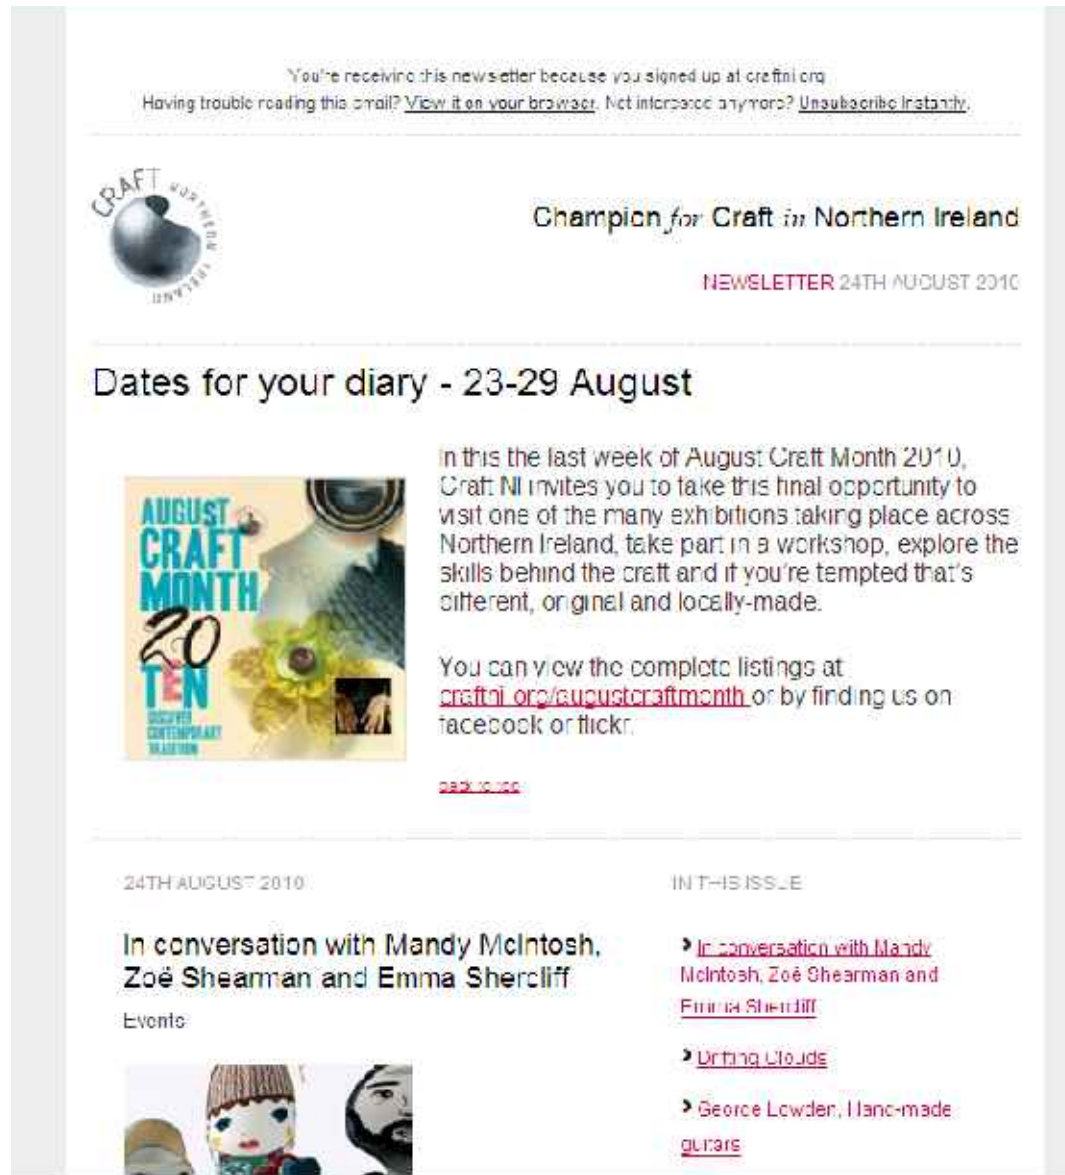 You're receiving this newsletter because you signed up at craftni.org
Having trouble reading this email? View it on your browser. Not interested anymore? Unsubscribe Instantly.
CRAFT NORTHERN IRELAND
Champion for Craft in Northern Ireland
NEWSLETTER 24TH AUGUST 2010
Dates for your diary - 23-29 August
AUGUST
CRAFT
MONTH
20
TEN
DISCOVER
CONTEMPORARY
TRADITION
In this the last week of August Craft Month 2010,
Craft NI invites you to take this final opportunity to
visit one of the many exhibitions taking place across
Northern Ireland, take part in a workshop, explore the
skills behind the craft and if you're tempted that's
different, original and locally-made.
You can view the complete listings at
craftni.org/augustcraftmonth or by finding us on
facebook or flickr.
back to top
24TH AUGUST 2010
In conversation with Mandy McIntosh,
Zoë Shearman and Emma Shercliff
Events
IN THIS ISSUE
In conversation with Mandy
McIntosh, Zoë Shearman and
Emma Shercliff
Drifting Clouds
George Lowden, Hand-made
guitars